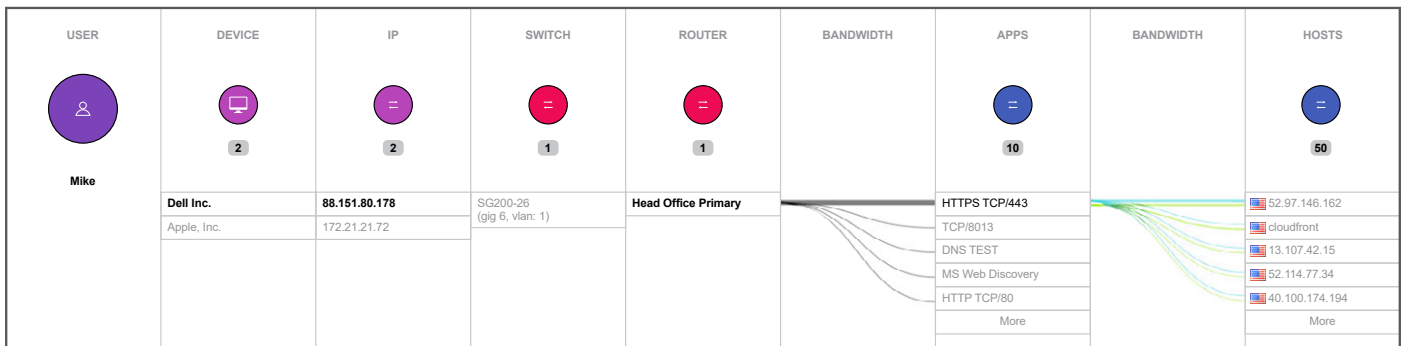 USER DEVICE IP SWITCH ROUTER BANDWIDTH APPS BANDWIDTH HOSTS
2 2 1 1 10 50
Mike
Dell Inc. 88.151.80.178 SG200-26 Head Office Primary HTTPS TCP/443 52.97.146.162
(gig 6, vlan: 1)
Apple, Inc. 172.21.21.72 TCP/8013 cloudfront
DNS TEST 13.107.42.15
MS Web Discovery 52.114.77.34
HTTP TCP/80 40.100.174.194
More More